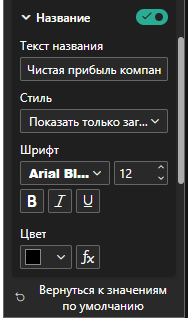 Название
Текст названия
Чистая прибыль компан
Стиль
Показать только заг...
Шрифт
Arial Bl...
12
B I U
Цвет
fx
Вернуться к значениям
по умолчанию